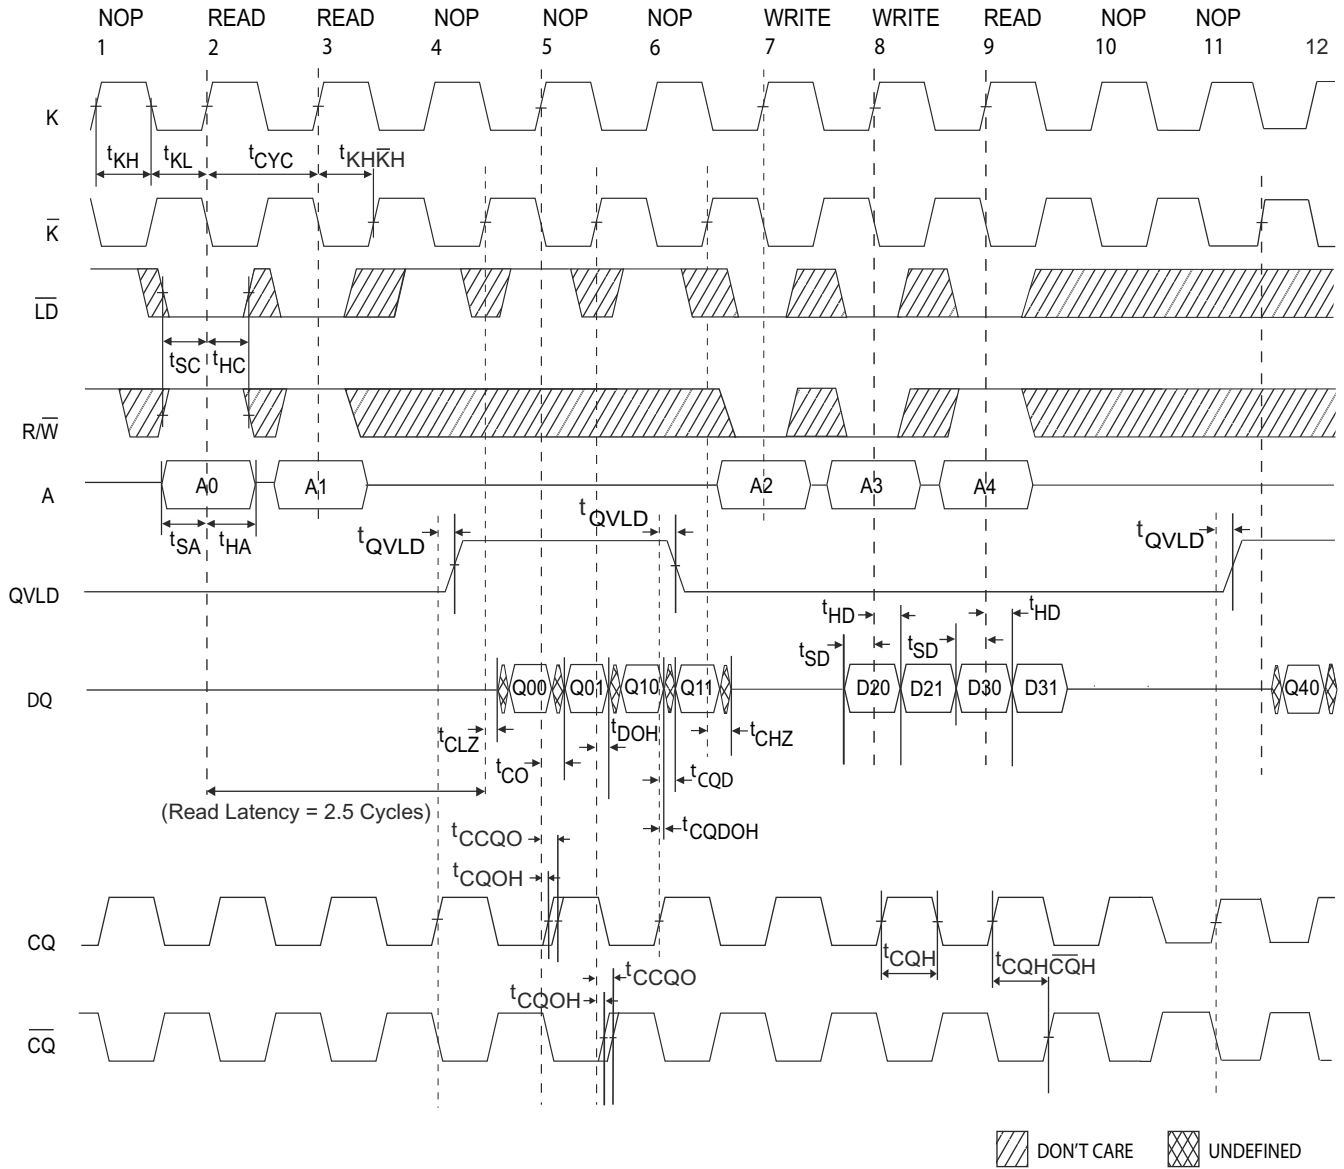 NOP READ READ NOP NOP NOP WRITE WRITE READ NOP NOP
1 2 3 4 5 6 7 8 9 10 11 12
K
tKH tKL tCYC tKHK̅H
K̅
L̅D̅
tSC tHC
R/W̅
A A0 A1 A2 A3 A4
tSA tHA tQVLD tQVLD tQVLD
QVLD
tHD tHD
tSD tSD
DQ Q00 Q01 Q10 Q11 D20 D21 D30 D31 Q40
tCLZ tDOH tCHZ
tCO tCQD
(Read Latency = 2.5 Cycles)
tCQDOH
tCCQO
tCQOH
CQ
tCQH tCQHC̅Q̅H
tCCQO
tCQOH
C̅Q̅
DON'T CARE UNDEFINED